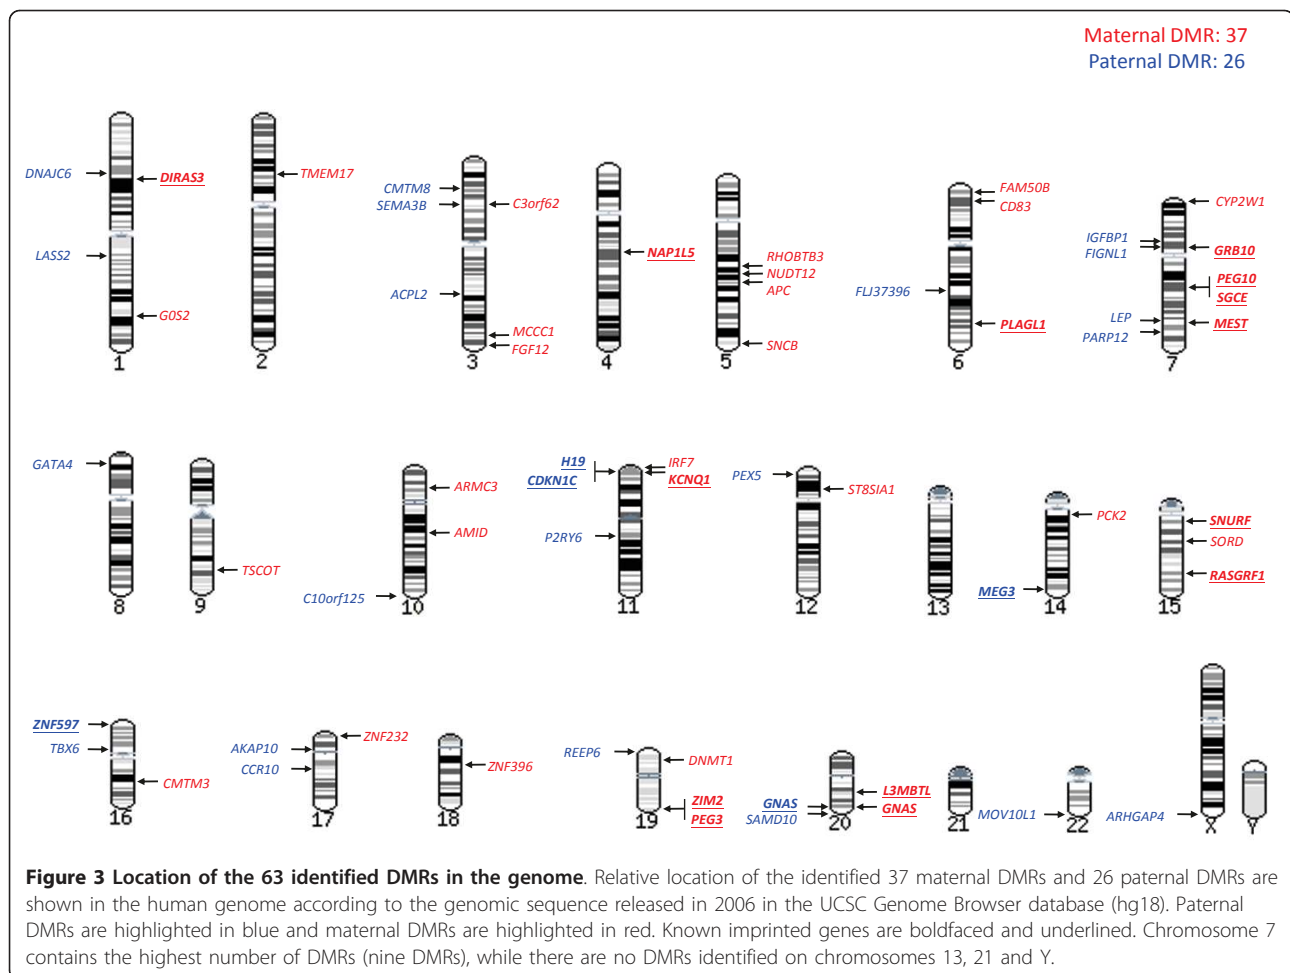 Maternal DMR: 37
Paternal DMR: 26
DNAJC6
DIRAS3
LASS2
G0S2
1
TMEM17
2
CMTM8
SEMA3B
C3orf62
ACPL2
MCCC1
FGF12
3
NAP1L5
4
RHOBTB3
NUDT12
APC
SNCB
5
FAM50B
CD83
FLJ37396
PLAGL1
6
CYP2W1
IGFBP1
FIGNL1
GRB10
PEG10
SGCE
LEP
PARP12
MEST
7
GATA4
8
TSCOT
9
ARMC3
AMID
C10orf125
10
H19
CDKN1C
IRF7
KCNQ1
P2RY6
11
PEX5
ST8SIA1
12
13
PCK2
MEG3
14
SNURF
SORD
RASGRF1
15
ZNF597
TBX6
CMTM3
16
ZNF232
AKAP10
CCR10
17
ZNF396
18
REEP6
DNMT1
ZIM2
PEG3
19
L3MBTL
GNAS
GNAS
SAMD10
20
21
MOV10L1
22
ARHGAP4
X
Y
Figure 3 Location of the 63 identified DMRs in the genome. Relative location of the identified 37 maternal DMRs and 26 paternal DMRs are
shown in the human genome according to the genomic sequence released in 2006 in the UCSC Genome Browser database (hg18). Paternal
DMRs are highlighted in blue and maternal DMRs are highlighted in red. Known imprinted genes are boldfaced and underlined. Chromosome 7
contains the highest number of DMRs (nine DMRs), while there are no DMRs identified on chromosomes 13, 21 and Y.